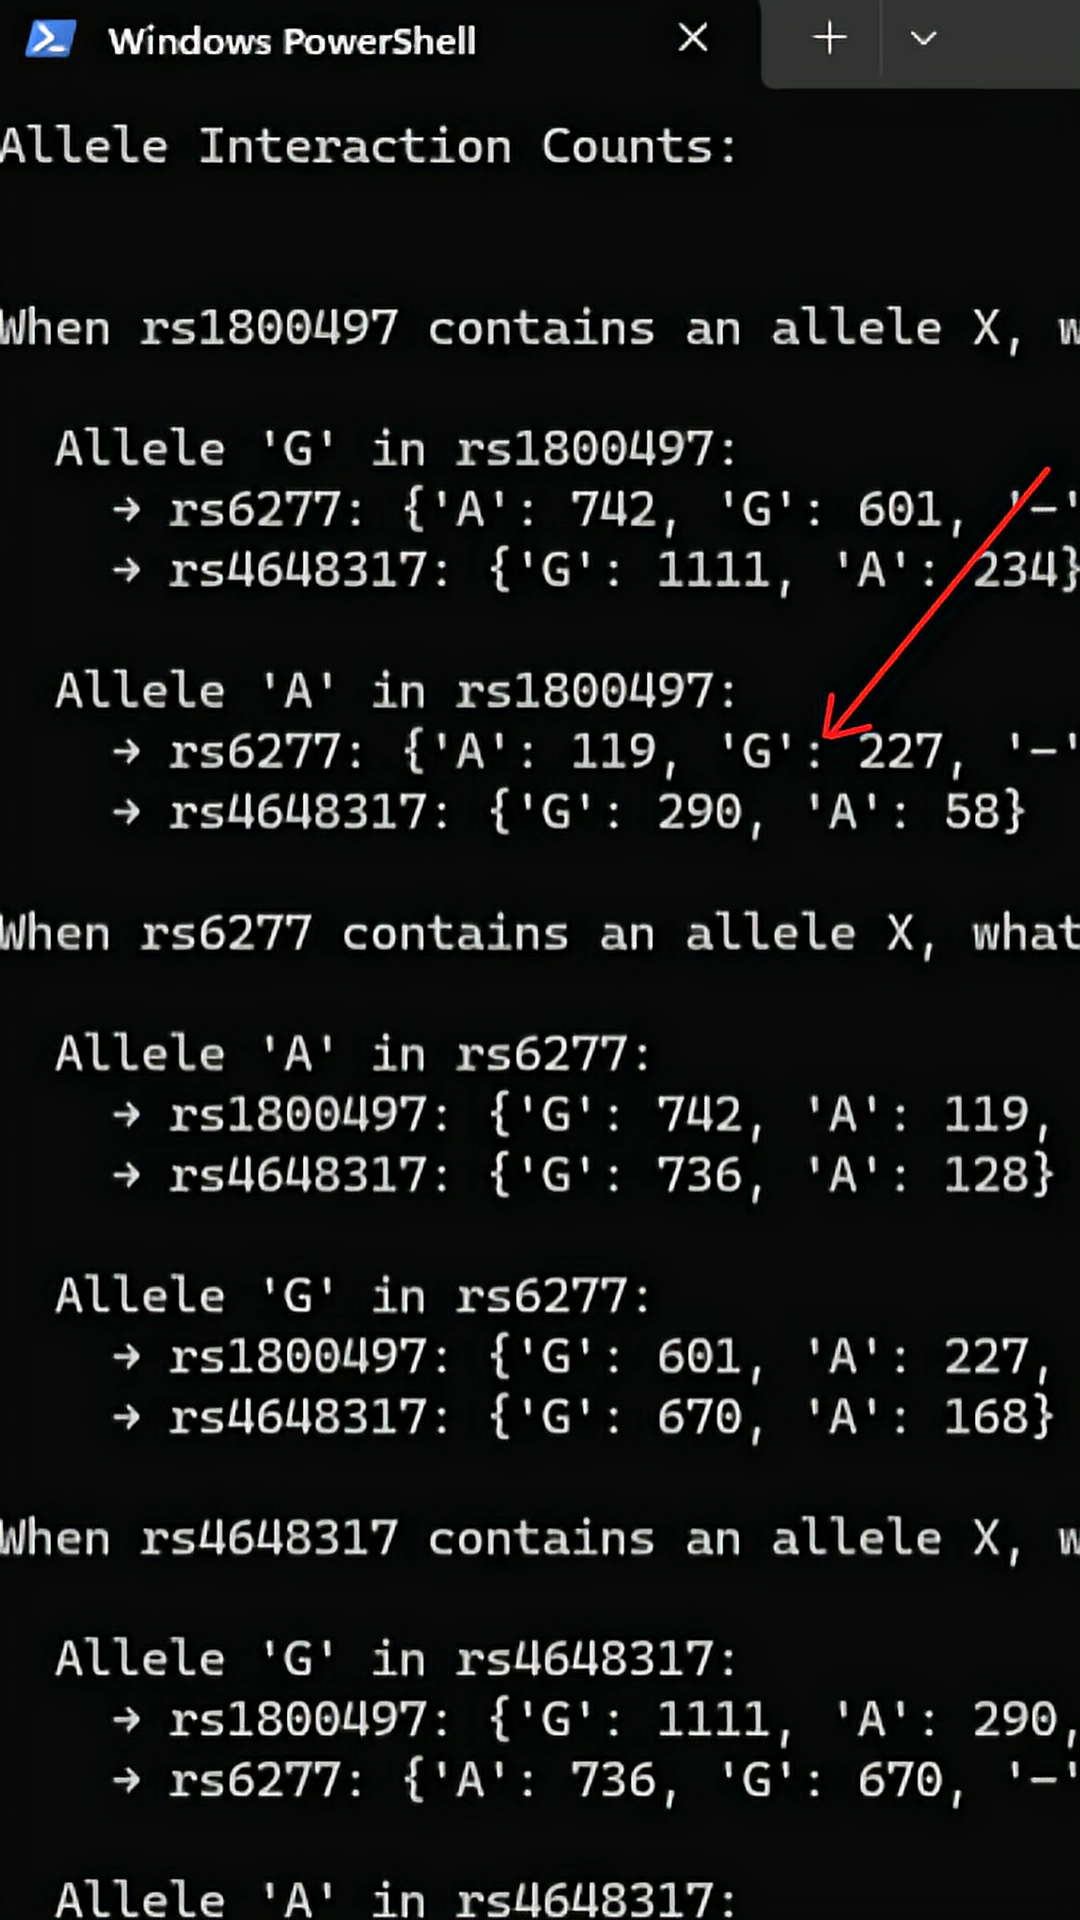 Windows PowerShell
Allele Interaction Counts:
When rs1800497 contains an allele X, w
Allele 'G' in rs1800497:
→ rs6277: {'A': 742, 'G': 601, '-'
→ rs4648317: {'G': 1111, 'A': 234}
Allele 'A' in rs1800497:
→ rs6277: {'A': 119, 'G': 227, '-'
→ rs4648317: {'G': 290, 'A': 58}
When rs6277 contains an allele X, what
Allele 'A' in rs6277:
→ rs1800497: {'G': 742, 'A': 119,
→ rs4648317: {'G': 736, 'A': 128}
Allele 'G' in rs6277:
→ rs1800497: {'G': 601, 'A': 227,
→ rs4648317: {'G': 670, 'A': 168}
When rs4648317 contains an allele X, w
Allele 'G' in rs4648317:
→ rs1800497: {'G': 1111, 'A': 290,
→ rs6277: {'A': 736, 'G': 670, '-'
Allele 'A' in rs4648317: